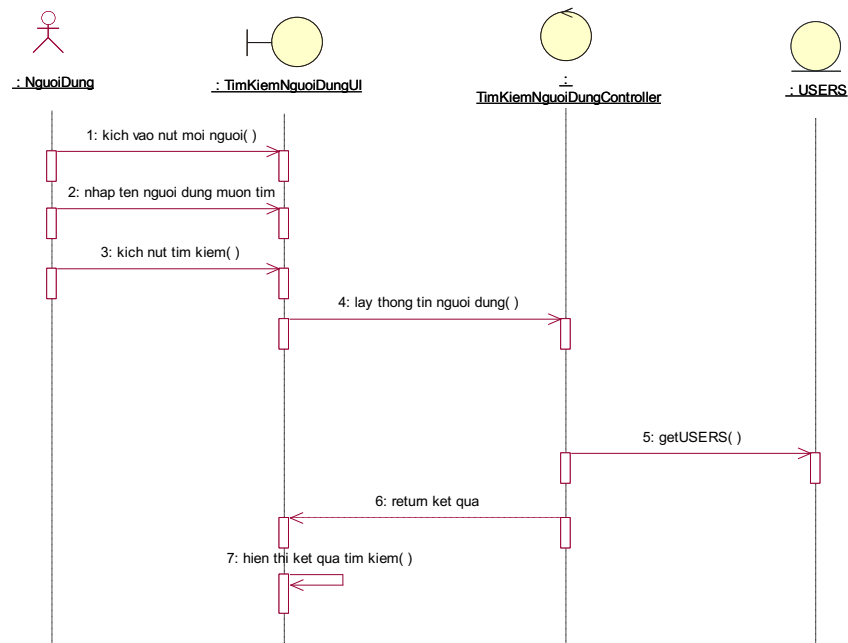 : NguoiDung
: TimKiemNguoiDungUI
:
TimKiemNguoiDungController
: USERS
1: kich vao nut moi nguoi( )
2: nhap ten nguoi dung muon tim
3: kich nut tim kiem( )
4: lay thong tin nguoi dung( )
5: getUSERS( )
6: return ket qua
7: hien thi ket qua tim kiem( )